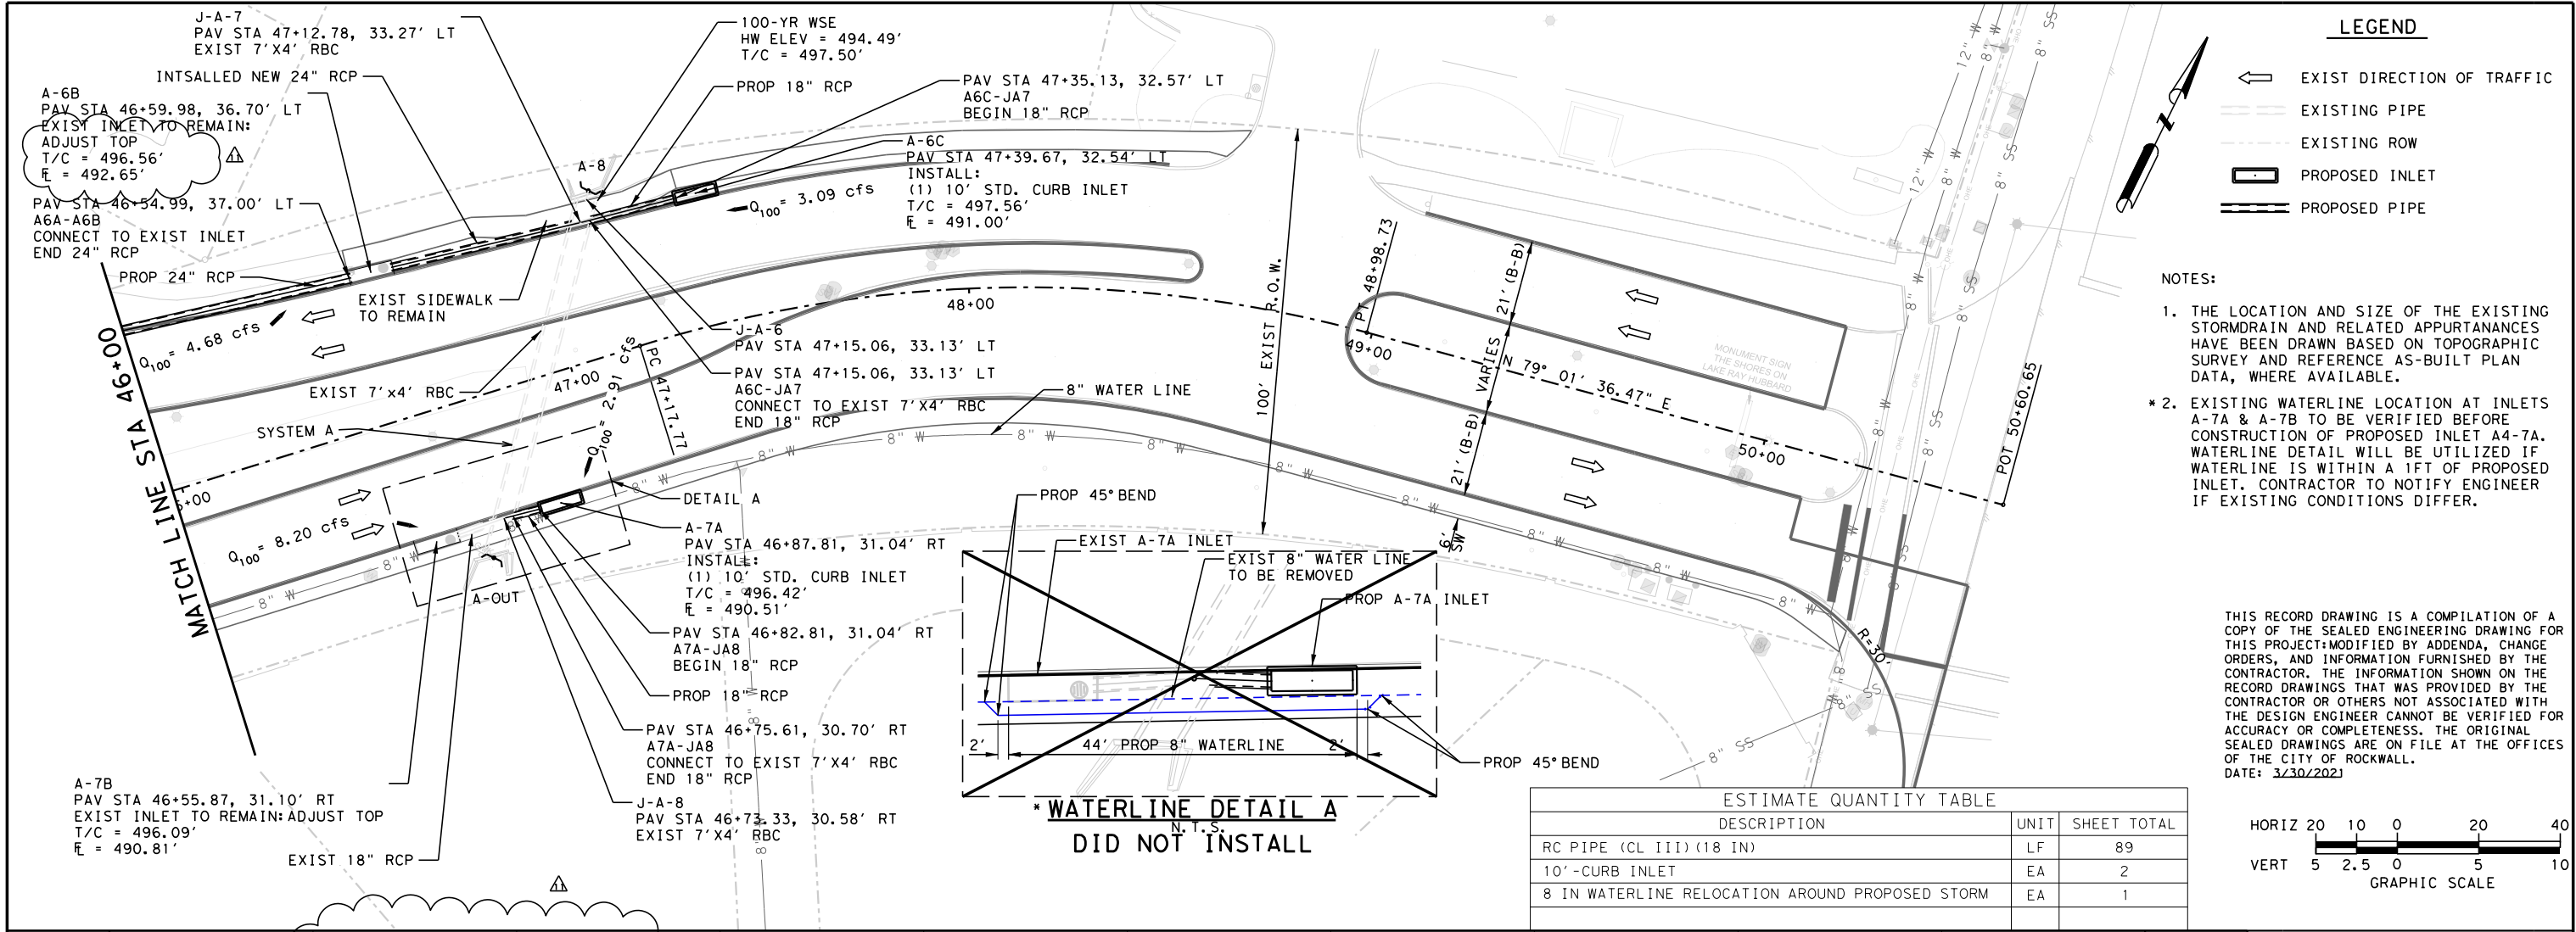 J-A-7
PAV STA 47+12.78, 33.27' LT
EXIST 7'X4' RBC
INTSALLED NEW 24" RCP
A-6B
PAV STA 46+59.98, 36.70' LT
EXIST INLET TO REMAIN:
ADJUST TOP
T/C = 496.56'
FL = 492.65'
11
PAV STA 46+54.99, 37.00' LT
A6A-A6B
CONNECT TO EXIST INLET
END 24" RCP
PROP 24" RCP
100-YR WSE
HW ELEV = 494.49'
T/C = 497.50'
PROP 18" RCP
PAV STA 47+35.13, 32.57' LT
A6C-JA7
BEGIN 18" RCP
A-6C
PAV STA 47+39.67, 32.54' LT
INSTALL:
(1) 10' STD. CURB INLET
T/C = 497.56'
FL = 491.00'
A-8
Q100= 3.09 cfs
EXIST SIDEWALK
TO REMAIN
Q100= 4.68 cfs
48+00
J-A-6
PAV STA 47+15.06, 33.13' LT
PAV STA 47+15.06, 33.13' LT
A6C-JA7
CONNECT TO EXIST 7'X4' RBC
END 18" RCP
8" WATER LINE
EXIST 7'x4' RBC
47+00
PC 47+17.77
Q100= 2.91 cfs
SYSTEM A
MATCH LINE STA 46+00
Q100= 8.20 cfs
DETAIL A
A-7A
PAV STA 46+87.81, 31.04' RT
INSTALL:
(1) 10' STD. CURB INLET
T/C = 496.42'
FL = 490.51'
A-OUT
PAV STA 46+82.81, 31.04' RT
A7A-JA8
BEGIN 18" RCP
PROP 18" RCP
PAV STA 46+75.61, 30.70' RT
A7A-JA8
CONNECT TO EXIST 7'X4' RBC
END 18" RCP
J-A-8
PAV STA 46+73.33, 30.58' RT
EXIST 7'X4' RBC
A-7B
PAV STA 46+55.87, 31.10' RT
EXIST INLET TO REMAIN:ADJUST TOP
T/C = 496.09'
FL = 490.81'
EXIST 18" RCP
11
100' EXIST R.O.W.
PT 48+98.73
49+00
21' (B-B)
VARIES
21' (B-B)
6'
SW
N 79° 01' 36.47" E
MONUMENT SIGN
THE SHORES ON
LAKE RAY HUBBARD
50+00
POT 50+60.65
R=30'
12" W
8" W
8" SS
PROP 45° BEND
EXIST A-7A INLET
EXIST 8" WATER LINE
TO BE REMOVED
PROP A-7A INLET
2'
44' PROP 8" WATERLINE
2'
PROP 45° BEND
* WATERLINE DETAIL A
N.T.S.
DID NOT INSTALL
LEGEND
EXIST DIRECTION OF TRAFFIC
EXISTING PIPE
EXISTING ROW
PROPOSED INLET
PROPOSED PIPE
N
NOTES:
1. THE LOCATION AND SIZE OF THE EXISTING
STORMDRAIN AND RELATED APPURTANANCES
HAVE BEEN DRAWN BASED ON TOPOGRAPHIC
SURVEY AND REFERENCE AS-BUILT PLAN
DATA, WHERE AVAILABLE.
* 2. EXISTING WATERLINE LOCATION AT INLETS
A-7A & A-7B TO BE VERIFIED BEFORE
CONSTRUCTION OF PROPOSED INLET A4-7A.
WATERLINE DETAIL WILL BE UTILIZED IF
WATERLINE IS WITHIN A 1FT OF PROPOSED
INLET. CONTRACTOR TO NOTIFY ENGINEER
IF EXISTING CONDITIONS DIFFER.
THIS RECORD DRAWING IS A COMPILATION OF A
COPY OF THE SEALED ENGINEERING DRAWING FOR
THIS PROJECT:MODIFIED BY ADDENDA, CHANGE
ORDERS, AND INFORMATION FURNISHED BY THE
CONTRACTOR. THE INFORMATION SHOWN ON THE
RECORD DRAWINGS THAT WAS PROVIDED BY THE
CONTRACTOR OR OTHERS NOT ASSOCIATED WITH
THE DESIGN ENGINEER CANNOT BE VERIFIED FOR
ACCURACY OR COMPLETENESS. THE ORIGINAL
SEALED DRAWINGS ARE ON FILE AT THE OFFICES
OF THE CITY OF ROCKWALL.
DATE: 3/30/2021
ESTIMATE QUANTITY TABLE
DESCRIPTION UNIT SHEET TOTAL
RC PIPE (CL III)(18 IN) LF 89
10'-CURB INLET EA 2
8 IN WATERLINE RELOCATION AROUND PROPOSED STORM EA 1
HORIZ 20 10 0 20 40
VERT 5 2.5 0 5 10
GRAPHIC SCALE